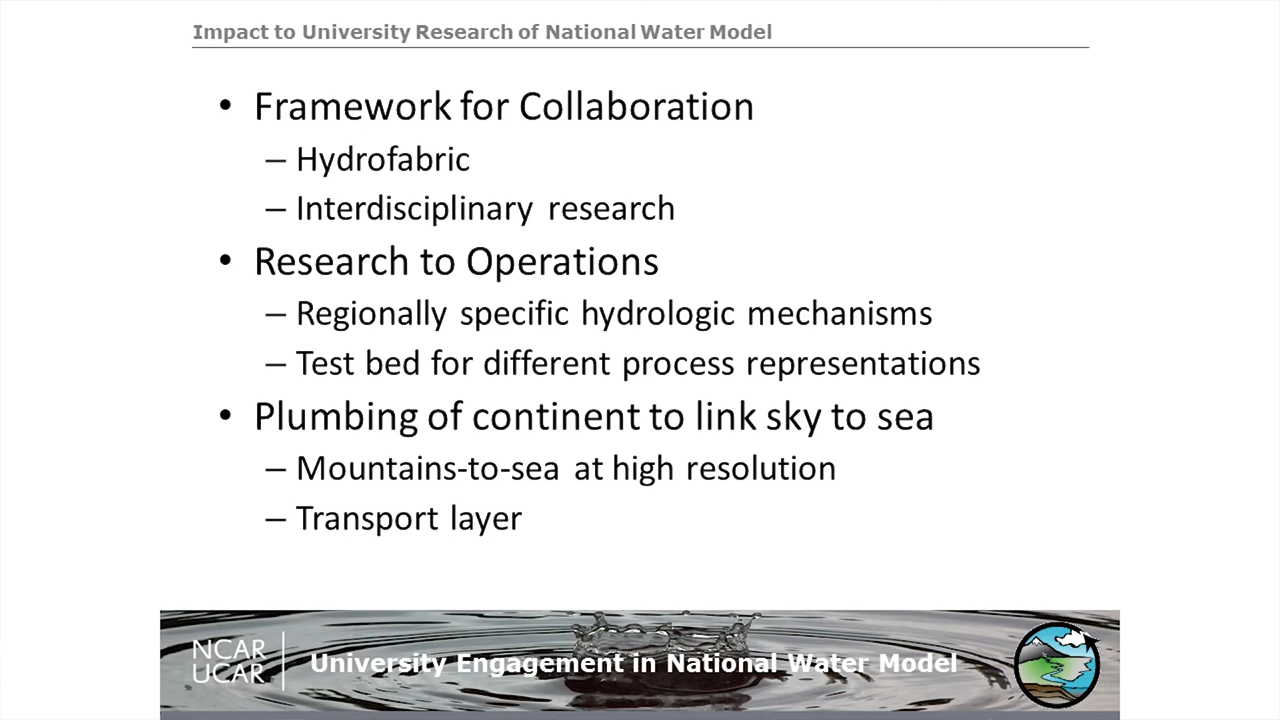 Impact to University Research of National Water Model
• Framework for Collaboration
– Hydrofabric
– Interdisciplinary research
• Research to Operations
– Regionally specific hydrologic mechanisms
– Test bed for different process representations
• Plumbing of continent to link sky to sea
– Mountains-to-sea at high resolution
– Transport layer
NCAR
UCAR
University Engagement in National Water Model